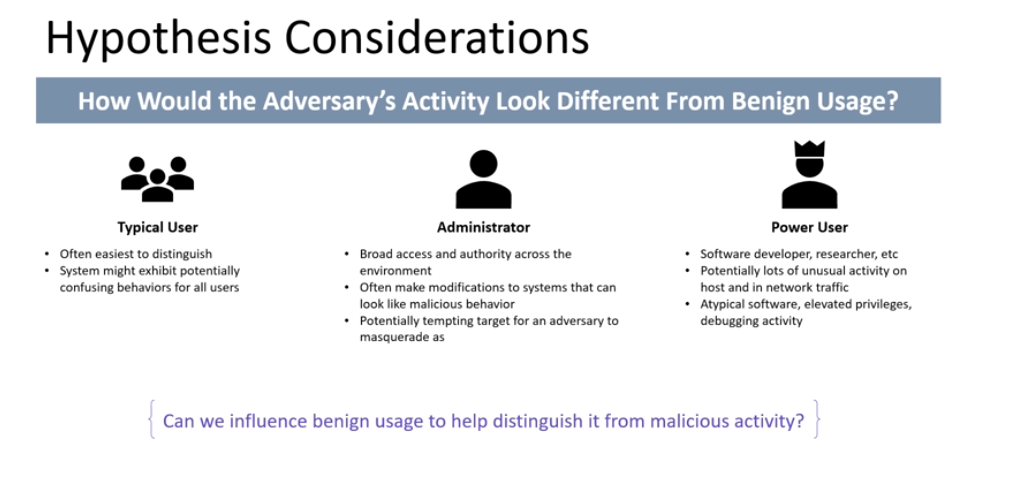 Hypothesis Considerations
How Would the Adversary's Activity Look Different From Benign Usage?
Typical User
• Often easiest to distinguish
• System might exhibit potentially
confusing behaviors for all users
Administrator
• Broad access and authority across the
environment
• Often make modifications to systems that can
look like malicious behavior
• Potentially tempting target for an adversary to
masquerade as
Power User
• Software developer, researcher, etc
• Potentially lots of unusual activity on
host and in network traffic
• Atypical software, elevated privileges,
debugging activity
{ Can we influence benign usage to help distinguish it from malicious activity? }